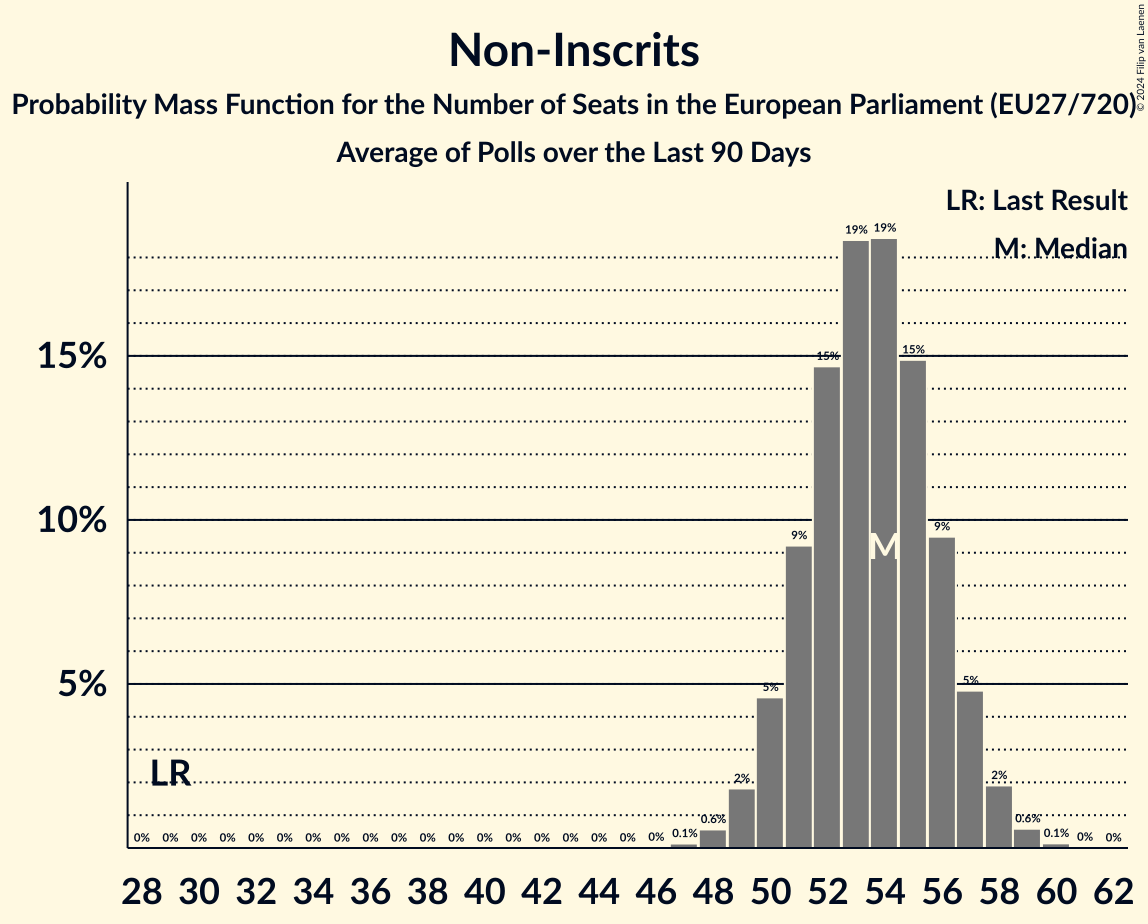 Non-Inscrits
Probability Mass Function for the Number of Seats in the European Parliament (EU27/720)
Average of Polls over the Last 90 Days
© 2024 Filip van Laenen
LR: Last Result
M: Median
19% 19%
15% 15% 15%
10% 9% 9%
M
5% 5% 5%
LR
2% 2%
0% 0% 0% 0% 0% 0% 0% 0% 0% 0% 0% 0% 0% 0% 0% 0% 0% 0% 0% 0.1% 0.6% 0.6% 0.1% 0% 0%
28 30 32 34 36 38 40 42 44 46 48 50 52 54 56 58 60 62